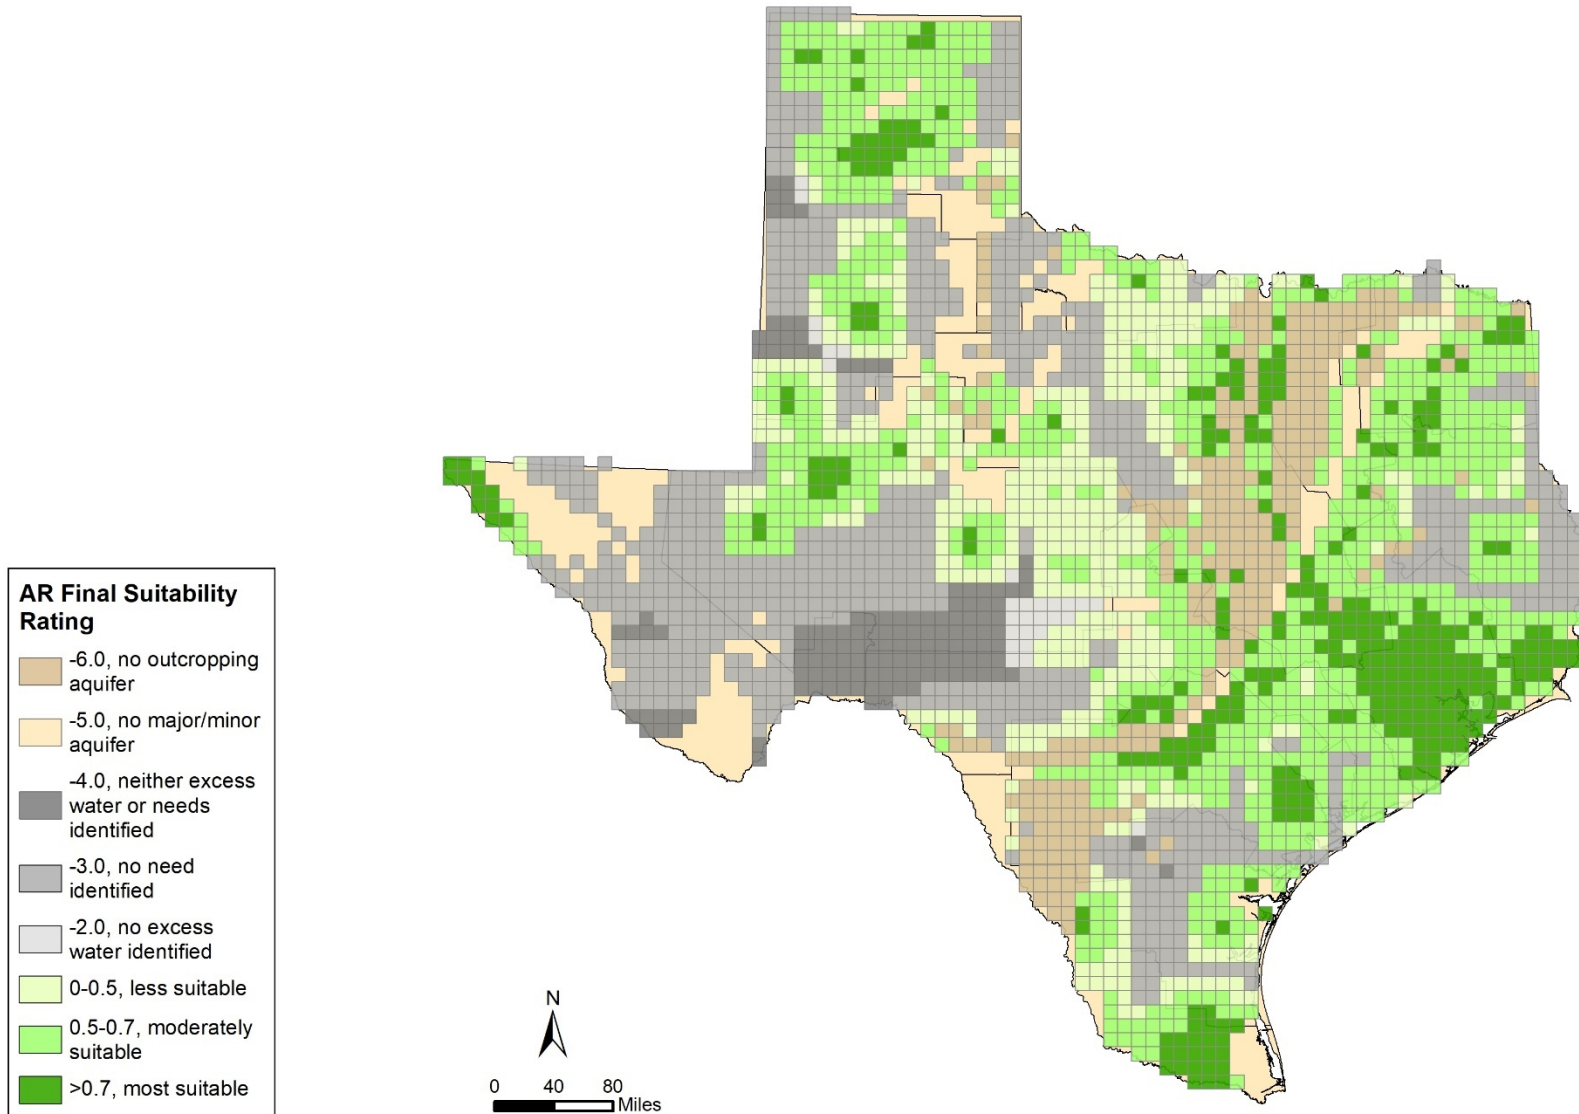 AR Final Suitability
Rating
-6.0, no outcropping
aquifer
-5.0, no major/minor
aquifer
-4.0, neither excess
water or needs
identified
-3.0, no need
identified
-2.0, no excess
water identified
0-0.5, less suitable
0.5-0.7, moderately
suitable
>0.7, most suitable
N
0 40 80
Miles